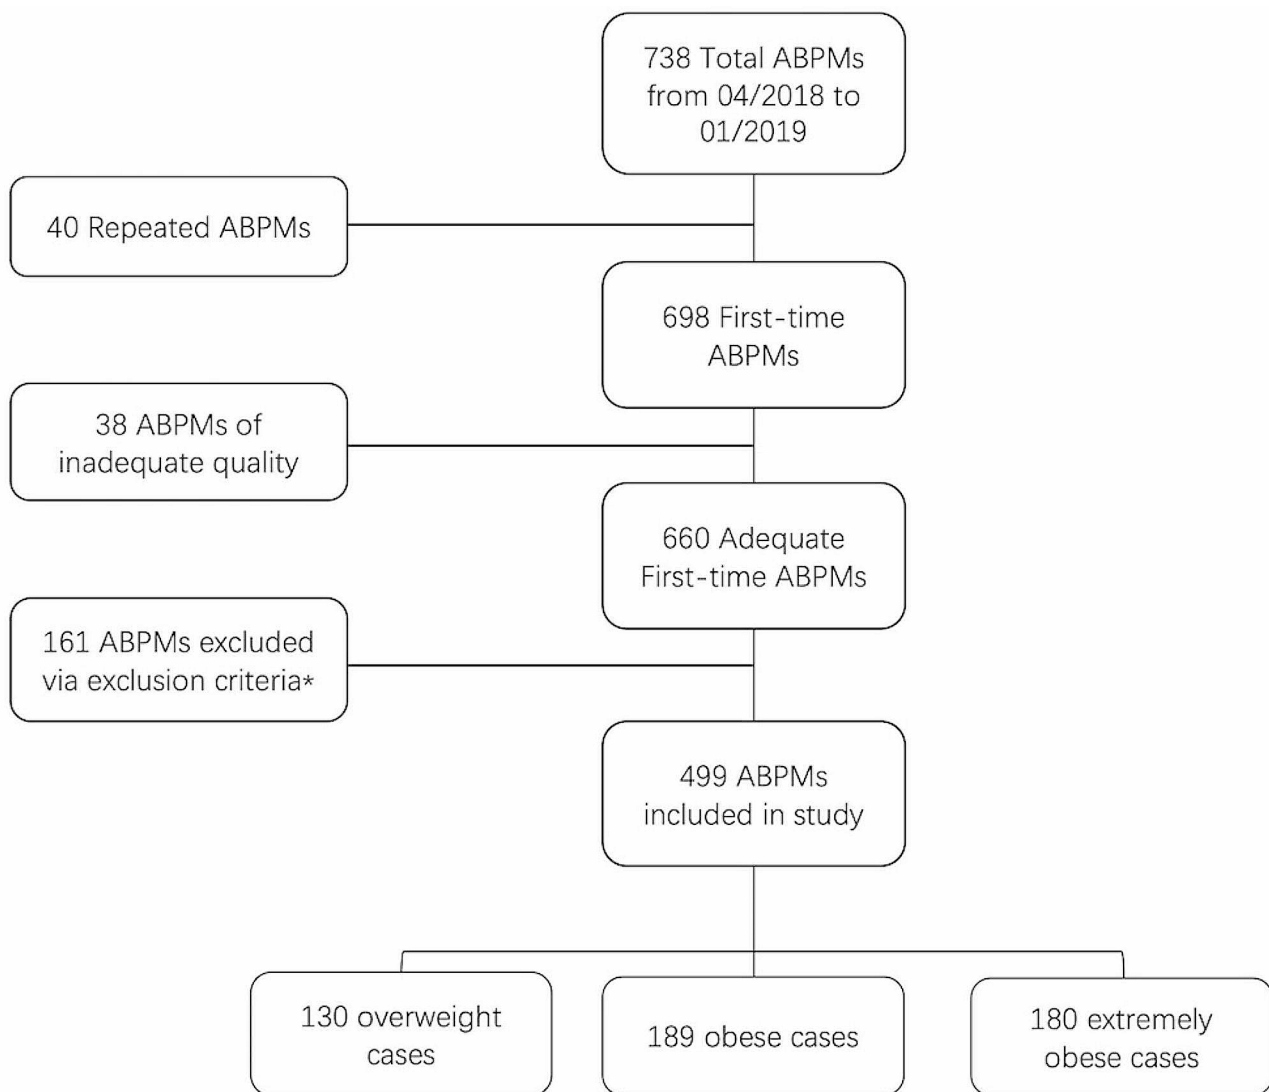 738 Total ABPMs
from 04/2018 to
01/2019
40 Repeated ABPMs
698 First-time
ABPMs
38 ABPMs of
inadequate quality
660 Adequate
First-time ABPMs
161 ABPMs excluded
via exclusion criteria*
499 ABPMs
included in study
130 overweight
cases
189 obese cases
180 extremely
obese cases